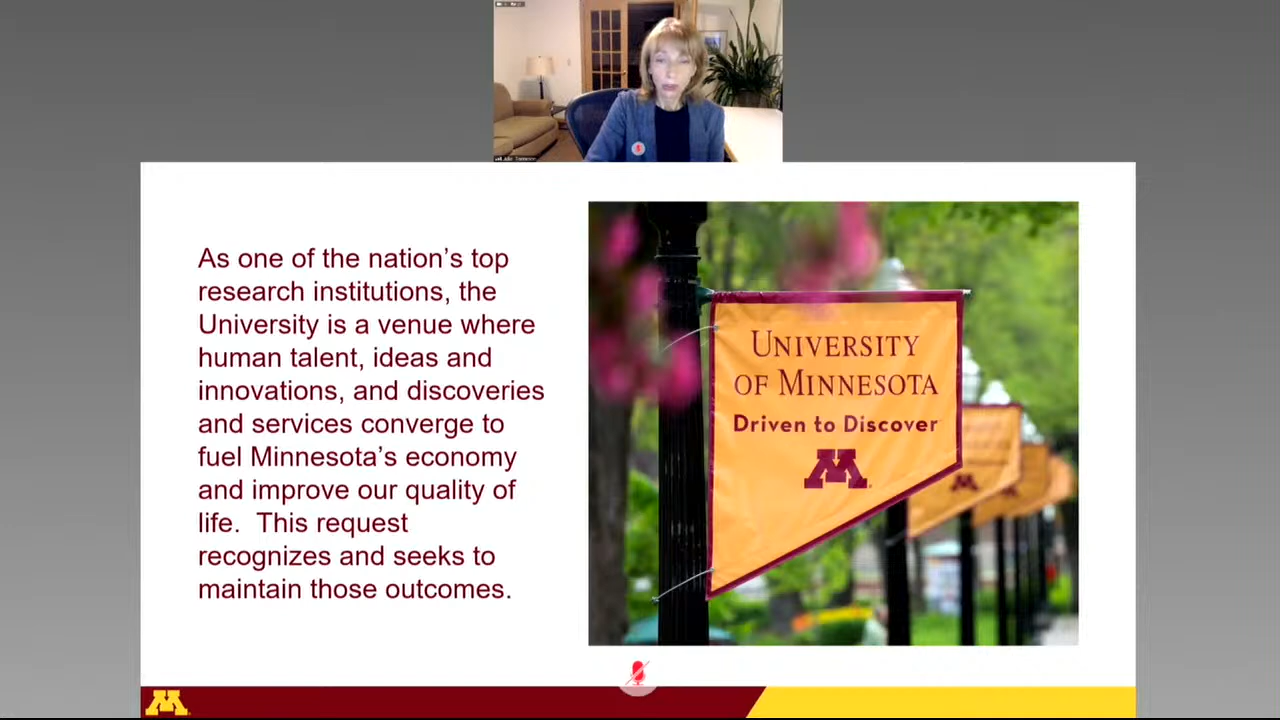 As one of the nation's top
research institutions, the
University is a venue where
human talent, ideas and
innovations, and discoveries
and services converge to
fuel Minnesota's economy
and improve our quality of
life.  This request
recognizes and seeks to
maintain those outcomes.
UNIVERSITY
OF MINNESOTA
Driven to Discover
M
M